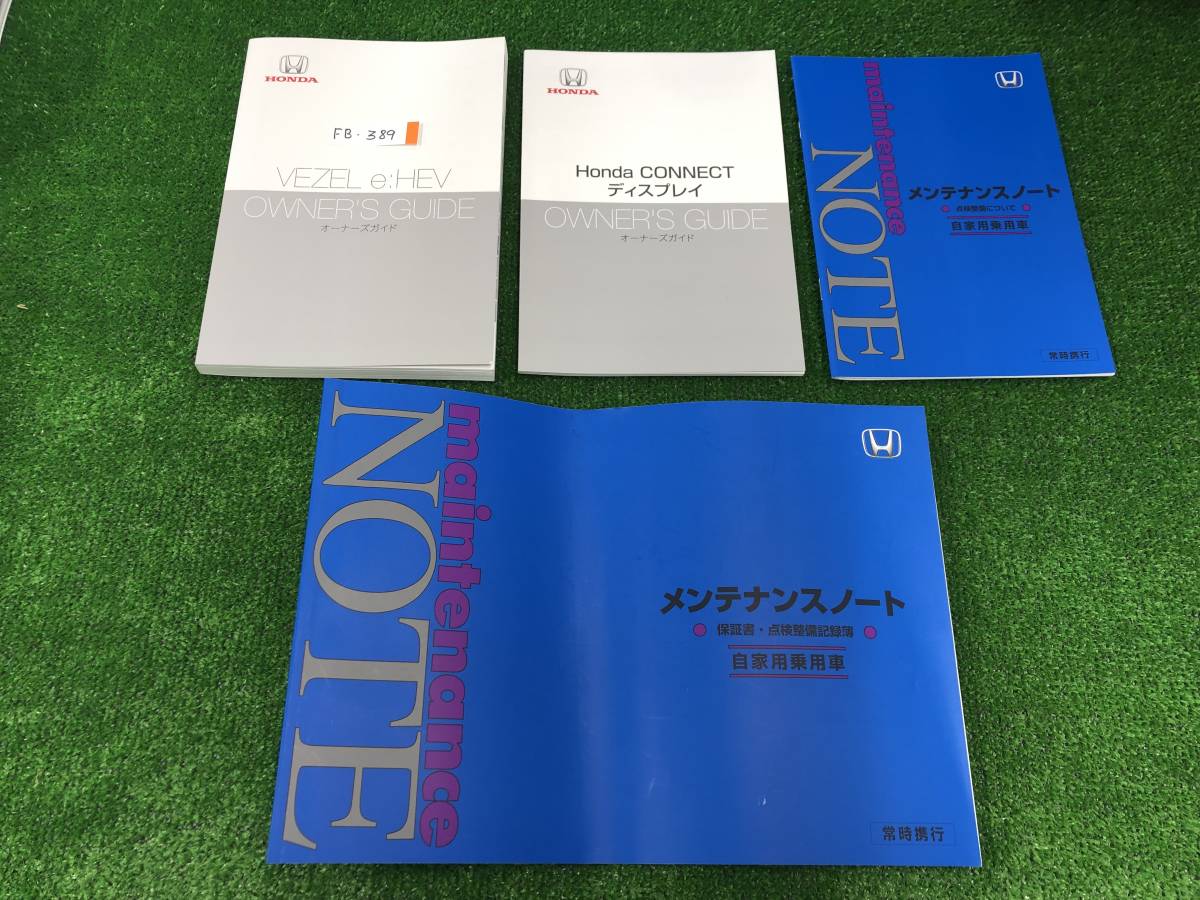 HONDA
FB・389
VEZEL e:HEV
OWNER'S GUIDE
オーナーズガイド
HONDA
Honda CONNECT
ディスプレイ
OWNER'S GUIDE
オーナーズガイド
maintenance
NOTE
メンテナンスノート
点検整備について
自家用乗用車
常時携行
maintenance
NOTE
メンテナンスノート
保証書・点検整備記録簿
自家用乗用車
常時携行